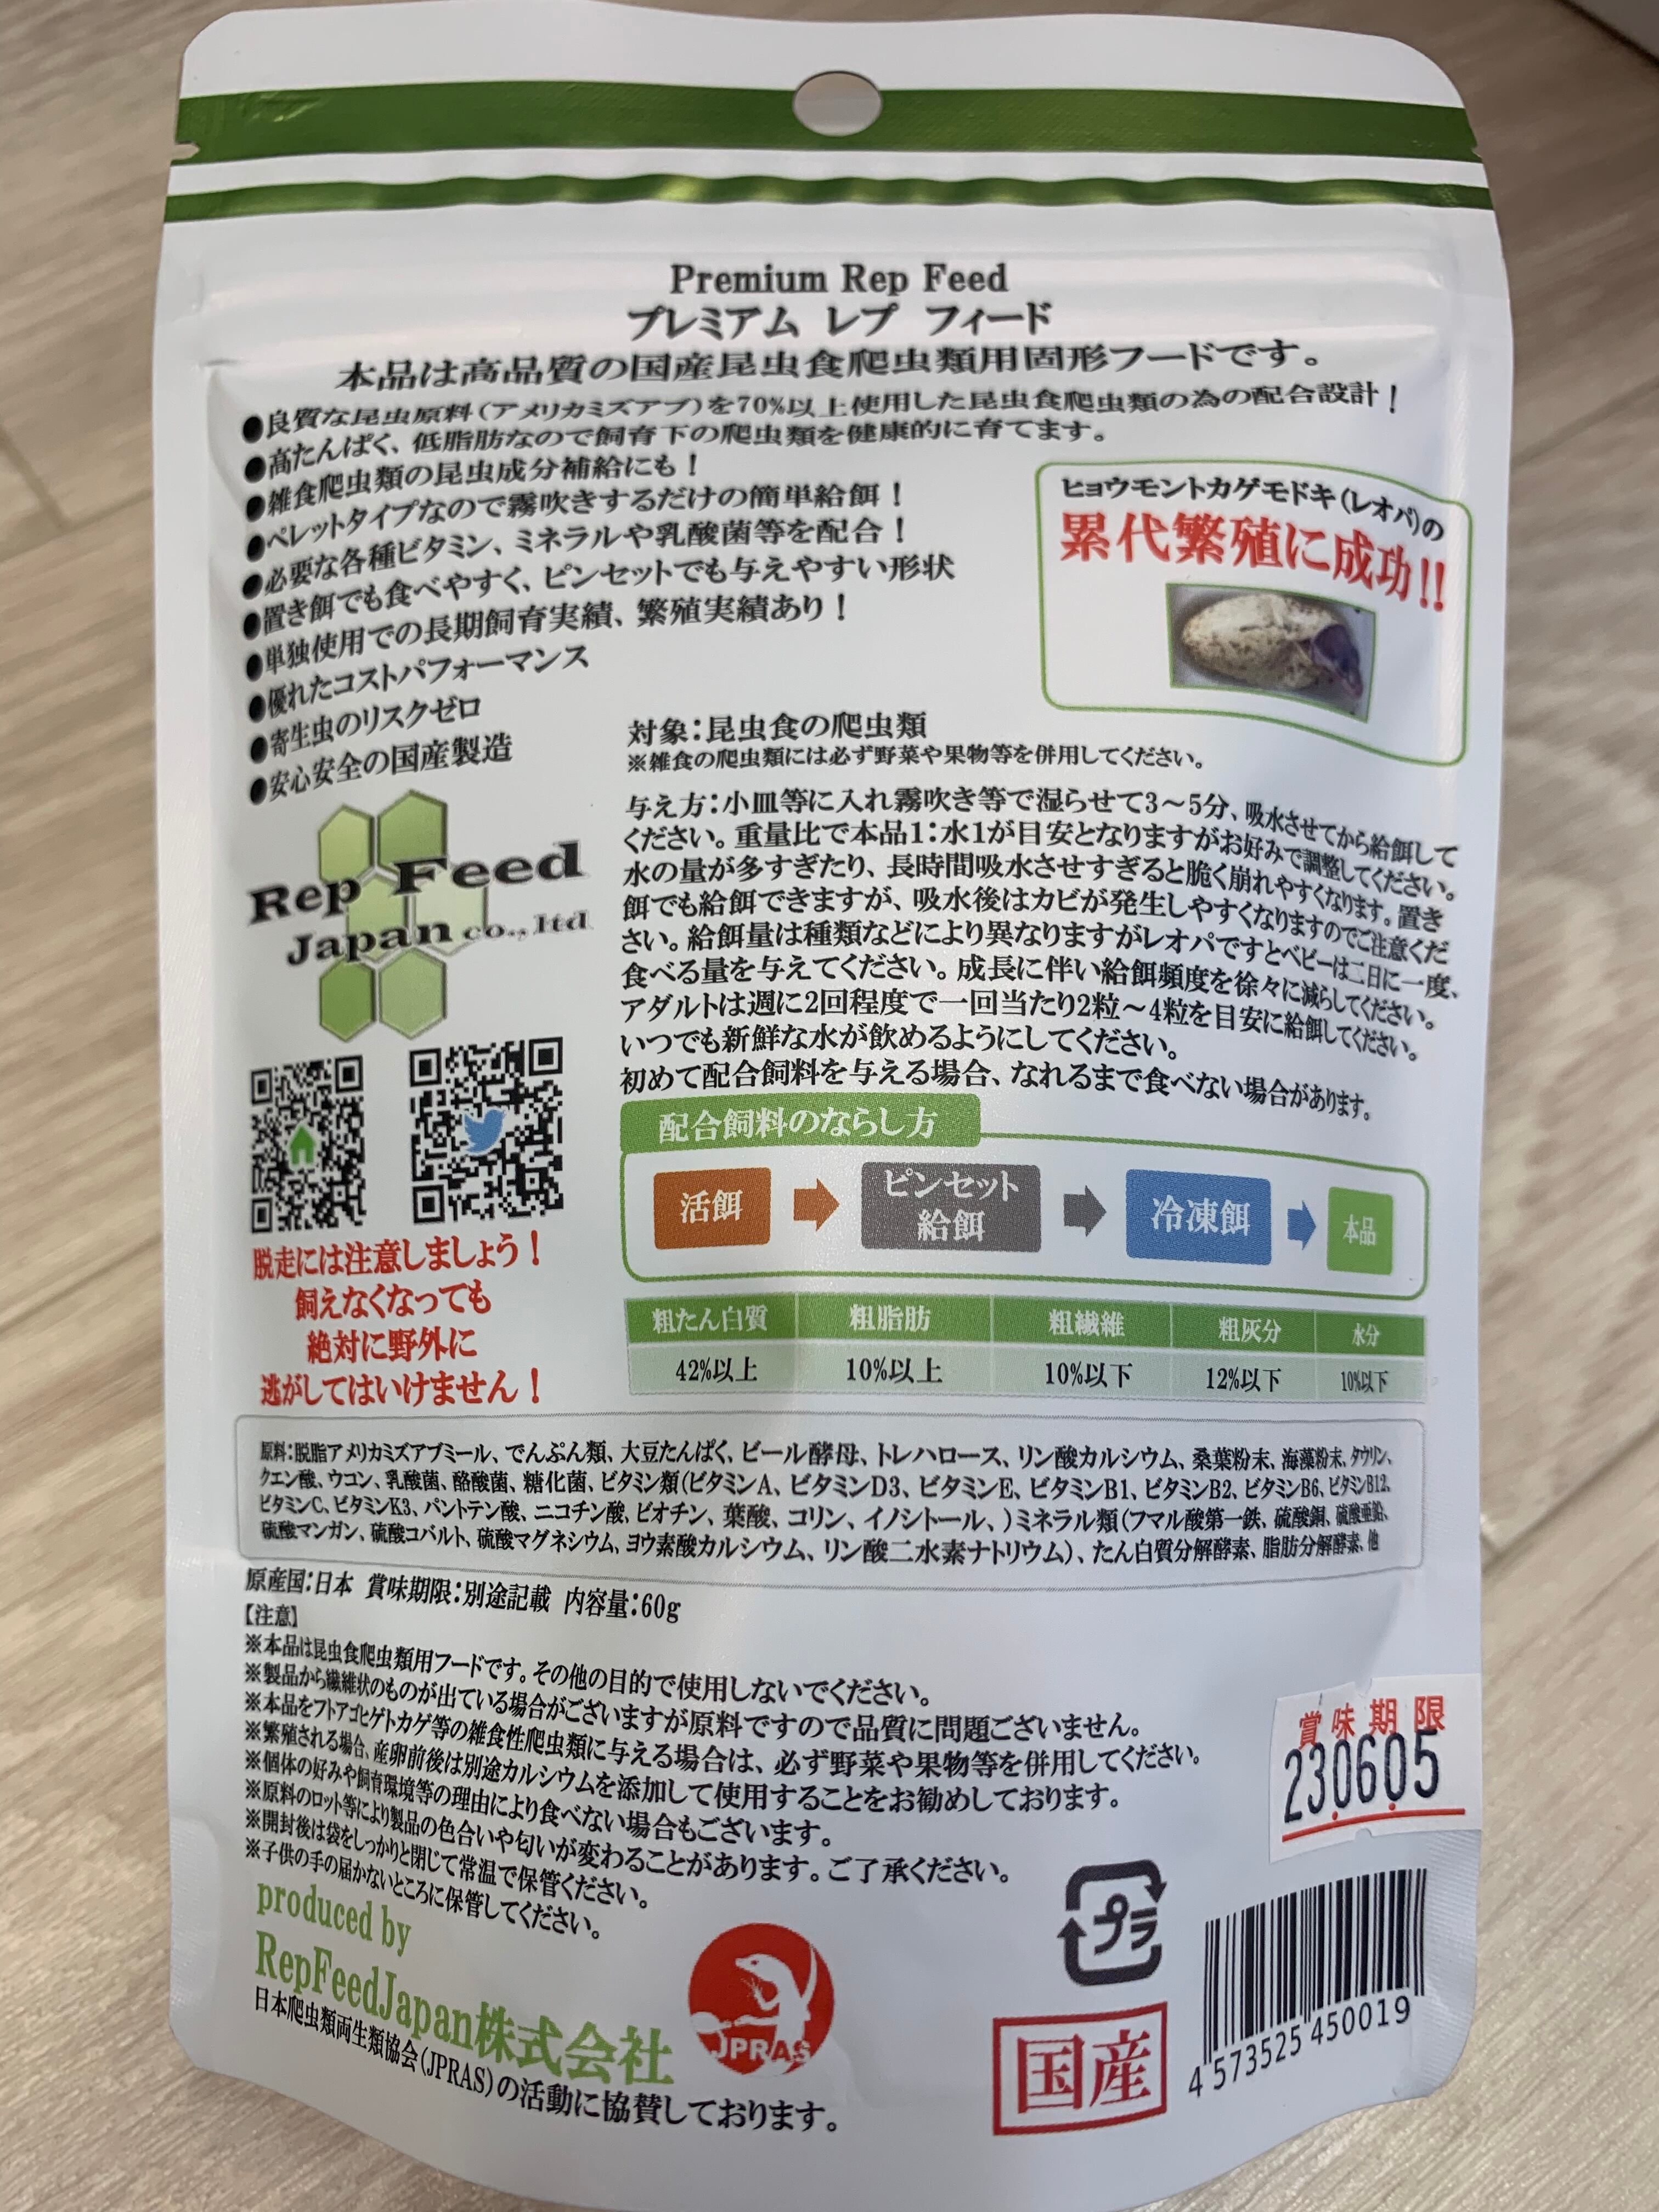 Premium Rep Feed
プレミアム レプ フィード
本品は高品質の国産昆虫食爬虫類用固形フードです。
●良質な昆虫原料(アメリカミズアブ)を70%以上使用した昆虫食爬虫類の為の配合設計!
●高たんぱく、低脂肪なので飼育下の爬虫類を健康的に育てます。
●雑食爬虫類の昆虫成分補給にも!
●ペレットタイプなので霧吹きするだけの簡単給餌!
●必要な各種ビタミン、ミネラルや乳酸菌等を配合!
●置き餌でも食べやすく、ピンセットでも与えやすい形状
●単独使用での長期飼育実績、繁殖実績あり!
●優れたコストパフォーマンス
●寄生虫のリスクゼロ
●安心安全の国産製造
ヒョウモントカゲモドキ(レオパ)の
累代繁殖に成功!!
対象:昆虫食の爬虫類
※雑食の爬虫類には必ず野菜や果物等を併用してください。
与え方:小皿等に入れ霧吹き等で湿らせて3〜5分、吸水させてから給餌して
ください。重量比で本品1:水1が目安となりますがお好みで調整してください。
水の量が多すぎたり、長時間吸水させすぎると脆く崩れやすくなります。置き
餌でも給餌できますが、吸水後はカビが発生しやすくなりますのでご注意くだ
さい。給餌量は種類などにより異なりますがレオパですとベビーは二日に一度、
食べる量を与えてください。成長に伴い給餌頻度を徐々に減らしてください。
アダルトは週に2回程度で一回当たり2粒〜4粒を目安に給餌してください。
いつでも新鮮な水が飲めるようにしてください。
初めて配合飼料を与える場合、なれるまで食べない場合があります。
Rep Feed
Japan co., ltd
脱走には注意しましょう!
飼えなくなっても
絶対に野外に
逃がしてはいけません!
配合飼料のならし方
活餌
ピンセット
給餌
冷凍餌
本品
粗たん白質 粗脂肪 粗繊維 粗灰分 水分
42%以上 10%以上 10%以下 12%以下 10%以下
原料:脱脂アメリカミズアブミール、でんぷん類、大豆たんぱく、ビール酵母、トレハロース、リン酸カルシウム、桑葉粉末、海藻粉末、タウリン、
クエン酸、ウコン、乳酸菌、酪酸菌、糖化菌、ビタミン類(ビタミンA、ビタミンD3、ビタミンE、ビタミンB1、ビタミンB2、ビタミンB6、ビタミンB12、
ビタミンC、ビタミンK3、パントテン酸、ニコチン酸、ビオチン、葉酸、コリン、イノシトール、)ミネラル類(フマル酸第一鉄、硫酸銅、硫酸亜鉛、
硫酸マンガン、硫酸コバルト、硫酸マグネシウム、ヨウ素酸カルシウム、リン酸二水素ナトリウム)、たん白質分解酵素、脂肪分解酵素、他
原産国:日本 賞味期限:別途記載 内容量:60g
【注意】
※本品は昆虫食爬虫類用フードです。その他の目的で使用しないでください。
※製品から繊維状のものが出ている場合がございますが原料ですので品質に問題ございません。
※本品をフトアゴヒゲトカゲ等の雑食性爬虫類に与える場合は、必ず野菜や果物等を併用してください。
※繁殖される場合、産卵前後は別途カルシウムを添加して使用することをお勧めしております。
※個体の好みや飼育環境等の理由により食べない場合もございます。
※原料のロット等により製品の色合いや匂いが変わることがあります。ご了承ください。
※開封後は袋をしっかりと閉じて常温で保管ください。
※子供の手の届かないところに保管してください。
賞味期限
230605
produced by
RepFeedJapan株式会社
日本爬虫類両生類協会(JPRAS)の活動に協賛しております。
JPRAS
プラ
国産
4 573525 450019